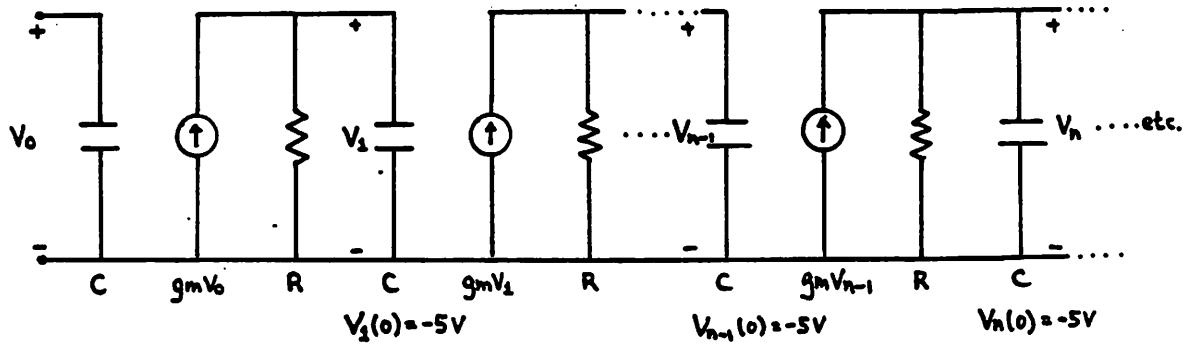 + + + +
V₀ V₁ ....Vₙ₋₁ Vₙ ....etc.
− − − −
C gmV₀ R C gmV₁ R C gmVₙ₋₁ R C
V₁(0)=-5V Vₙ₋₁(0)=-5V Vₙ(0)=-5V